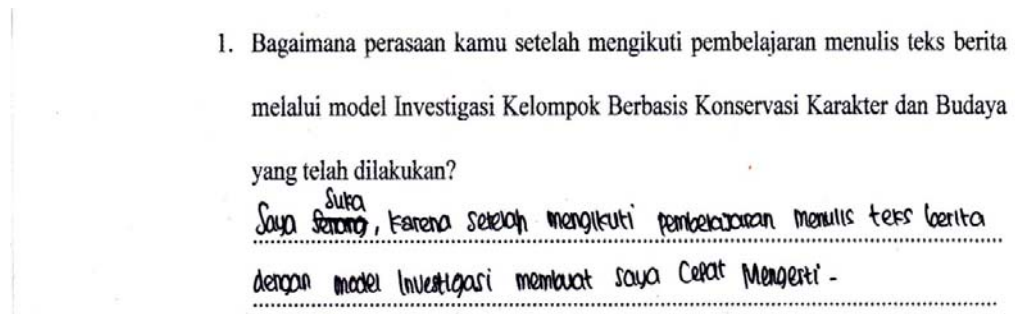 1. Bagaimana perasaan kamu setelah mengikuti pembelajaran menulis teks berita
melalui model Investigasi Kelompok Berbasis Konservasi Karakter dan Budaya
yang telah dilakukan?
Suka
Saya senang, karena setelah mengikuti pembelajaran menulis teks berita
dengan model Investigasi membuat saya Cepat Mengerti -